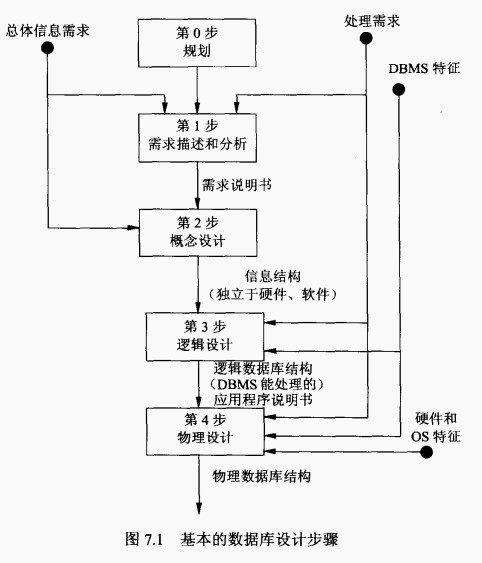 总体信息需求
处理需求
第 0 步
规划
DBMS 特征
第 1 步
需求描述和分析
需求说明书
第 2 步
概念设计
信息结构
（独立于硬件、软件）
第 3 步
逻辑设计
逻辑数据库结构
（DBMS 能处理的）
应用程序说明书
第 4 步
物理设计
硬件和
OS 特征
物理数据库结构
图 7.1 基本的数据库设计步骤